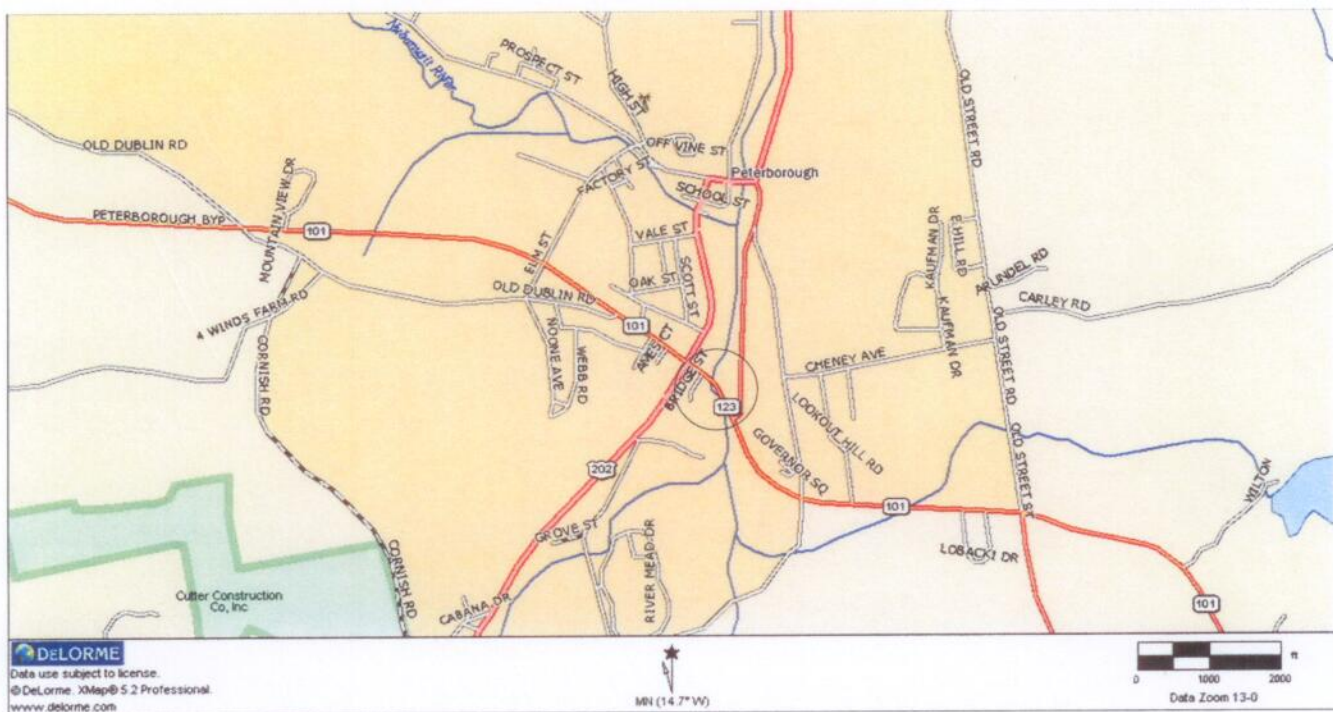 Nubanusit River
PROSPECT ST
HIGH ST
OLD STREET RD
OLD DUBLIN RD
OFF VINE ST
FACTORY ST
Peterborough
SCHOOL ST
MOUNTAIN VIEW DR
PETERBOROUGH BYP
101
VALE ST
ELM ST
KAUFMAN DR
E HILL RD
ARUNDEL RD
OAK ST
SCOTT ST
OLD DUBLIN RD
CARLEY RD
4 WINDS FARM RD
101
AMES CT
KAUFMAN DR
OLD STREET RD
CORNISH RD
NOONE AVE
WEBB RD
BRIDGE ST
CHENEY AVE
123
LOOKOUT HILL RD
GOVERNOR SQ
202
OLD STREET ST
WILTON
101
GROVE ST
LOBACKI DR
RIVER MEAD DR
CORNISH RD
Cutter Construction
Co, Inc
CABANA DR
101
DELORME
Data use subject to license.
© DeLorme. XMap® 5.2 Professional.
www.delorme.com
MN (14.7° W)
ft
0 1000 2000
Data Zoom 13-0